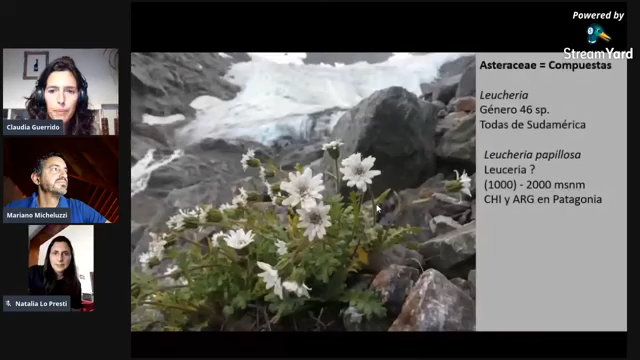 Powered by
StreamYard
Asteraceae = Compuestas
Leucheria
Género 46 sp.
Todas de Sudamérica
Leucheria papillosa
Leuceria ?
(1000) - 2000 msnm
CHI y ARG en Patagonia
Claudia Guerrido
Mariano Micheluzzi
Natalia Lo Presti